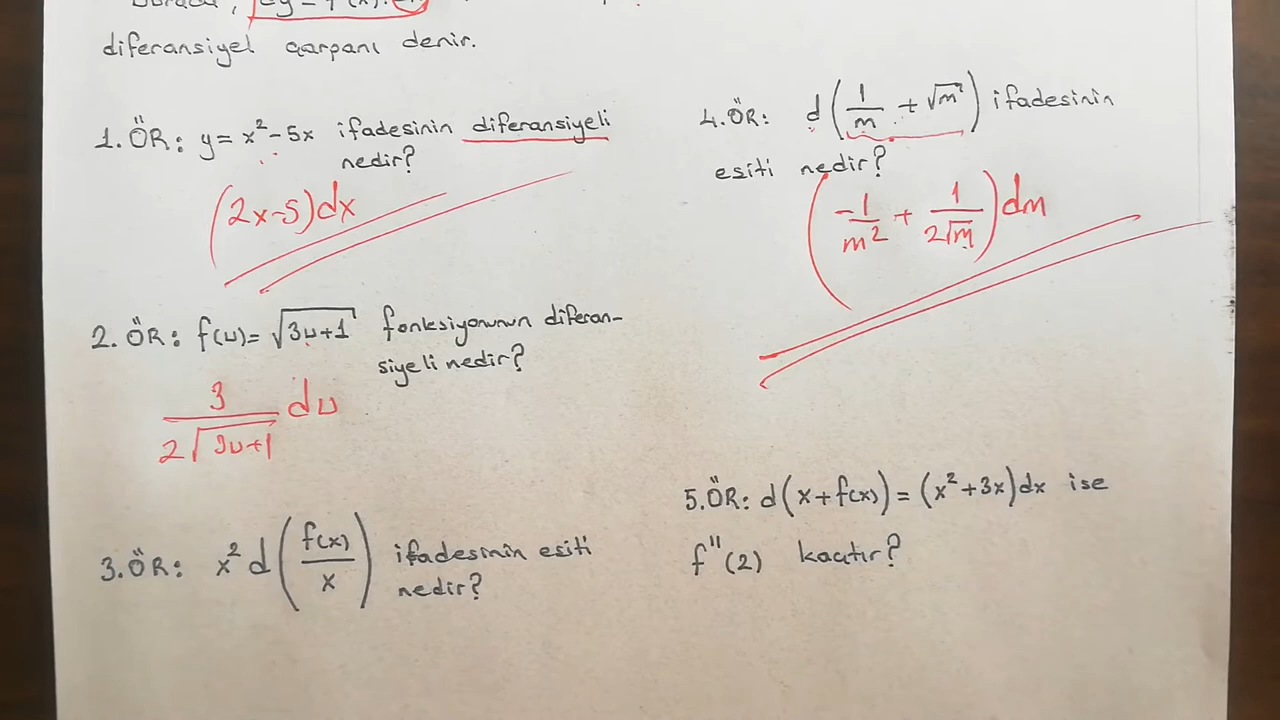 diferansiyel çarpanı denir.
1. ÖR: y = x² - 5x ifadesinin diferansiyeli
nedir?
(2x-5)dx
2. ÖR: f(u) = √(3u+1) fonksiyonunun diferan-
siyeli nedir?
3/(2√(3u+1)) du
3. ÖR: x² d(f(x)/x) ifadesinin eşiti
nedir?
4. ÖR: d(1/m + √m) ifadesinin
eşiti nedir?
(-1/m² + 1/(2√m)) dm
5. ÖR: d(x+f(x)) = (x²+3x)dx ise
f''(2) kaçtır?